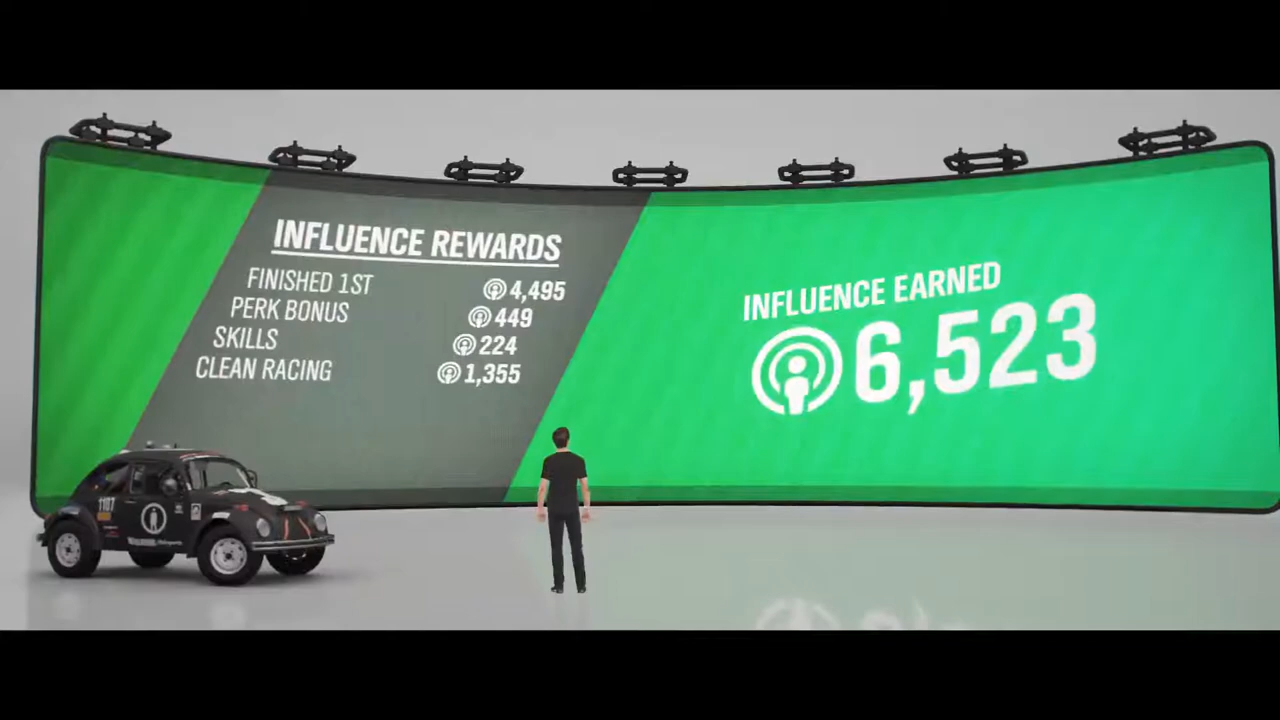 INFLUENCE REWARDS
FINISHED 1ST 4,495
PERK BONUS 449
SKILLS 224
CLEAN RACING 1,355
INFLUENCE EARNED
6,523
1107